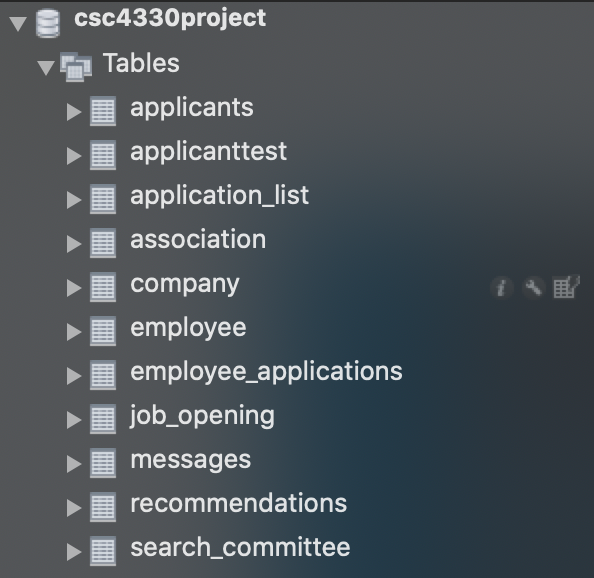 csc4330project
Tables
applicants
applicanttest
application_list
association
company
employee
employee_applications
job_opening
messages
recommendations
search_committee